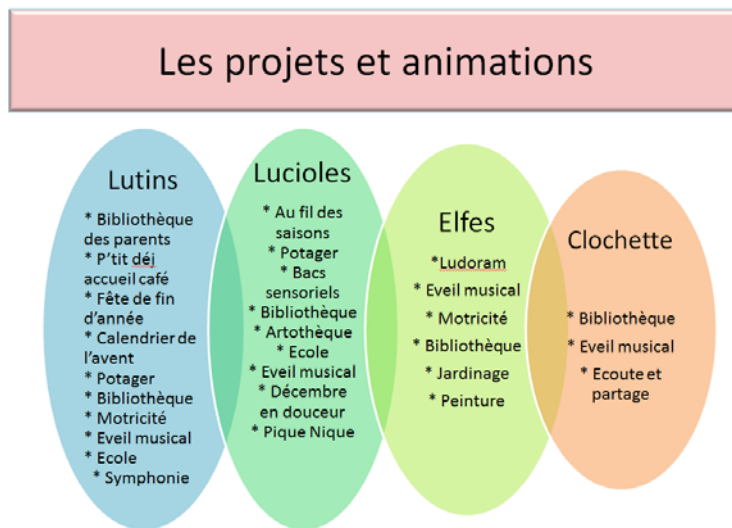 Les projets et animations
Lutins
* Bibliothèque
des parents
* P'tit déj
accueil café
* Fête de fin
d'année
* Calendrier de
l'avent
* Potager
* Bibliothèque
* Motricité
* Eveil musical
* Ecole
* Symphonie
Lucioles
* Au fil des
saisons
* Potager
* Bacs
sensoriels
* Bibliothèque
* Artothèque
* Ecole
* Eveil musical
* Décembre
en douceur
* Pique Nique
Elfes
*Ludoram
* Eveil musical
* Motricité
* Bibliothèque
* Jardinage
* Peinture
Clochette
* Bibliothèque
* Eveil musical
* Ecoute et
partage